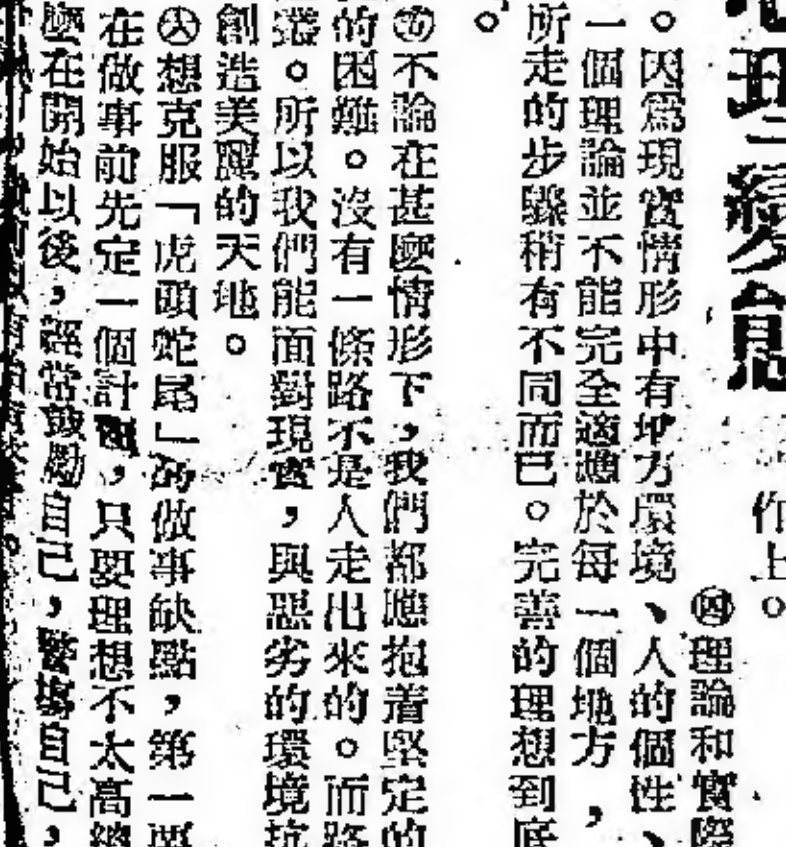 心理變態
作上。
㈣理論和實際
。因爲現實情形中有地方環境、人的個性、
一個理論並不能完全適應於每一個地方,
所走的步驟稍有不同而已。完善的理想到底
。
㈤不論在甚麼情形下,我們都應抱着堅定的
的困難。沒有一條路不是人走出來的。而路
。所以我們能面對現實,與惡劣的環境抗
創造美麗的天地。
㈥想克服「虎頭蛇尾」的做事缺點,第一要
在做事前先定一個計劃,只要理想不太高
麼在開始以後,經常鼓勵自己,警惕自己,